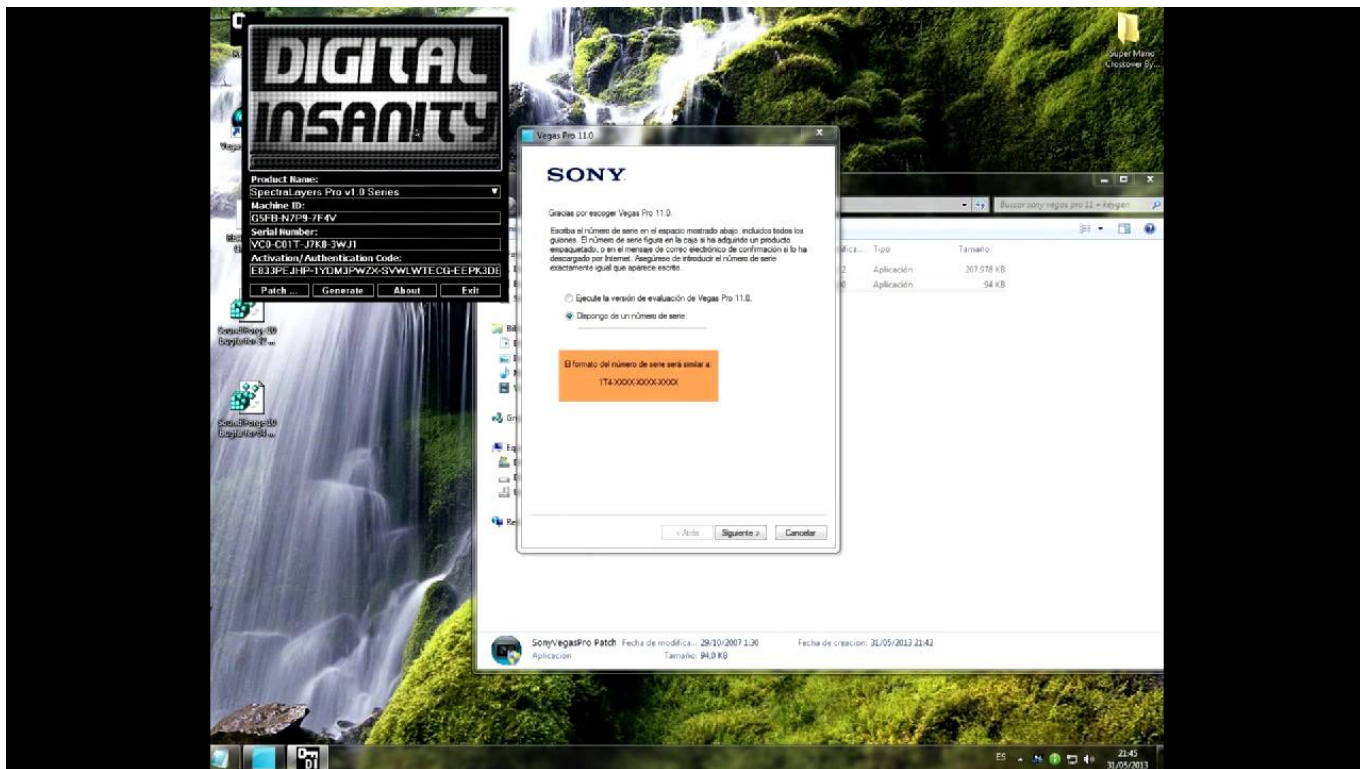 DIGITAL
INSANITY
Product Name:
SpectraLayers Pro v1.0 Series
Machine ID:
G5FB-N7P9-7F4V
Serial Number:
VC0-C01T-J7K8-3WJ1
Activation/Authentication Code:
E833PEJHP-1YDM3PWZX-SVWLWTECG-EEPK3DE
Patch ... Generate About Exit
Super Mario
Crossover By...
Vegas Pro 11.0
SONY
Gracias por escoger Vegas Pro 11.0.
Escriba el número de serie en el espacio mostrado abajo, incluidos todos los
guiones. El número de serie figura en la caja si ha adquirido un producto
empaquetado, o en el mensaje de correo electrónico de confirmación si lo ha
descargado por Internet. Asegúrese de introducir el número de serie
exactamente igual que aparece escrito.
Ejecute la versión de evaluación de Vegas Pro 11.0.
Dispongo de un número de serie:
El formato del número de serie será similar a:
1T4-XXXX-XXXX-XXXX
< Atrás Siguiente > Cancelar
Buscar sony vegas pro 11 + keygen
Tipo Tamaño
Aplicación 207.978 KB
Aplicación 94 KB
SoundForge 10
SoundForge 10
SonyVegasPro Patch Fecha de modifica... 29/10/2007 1:30 Fecha de creación: 31/05/2013 21:42
Aplicación Tamaño: 94,0 KB
ES 21:45
31/05/2013